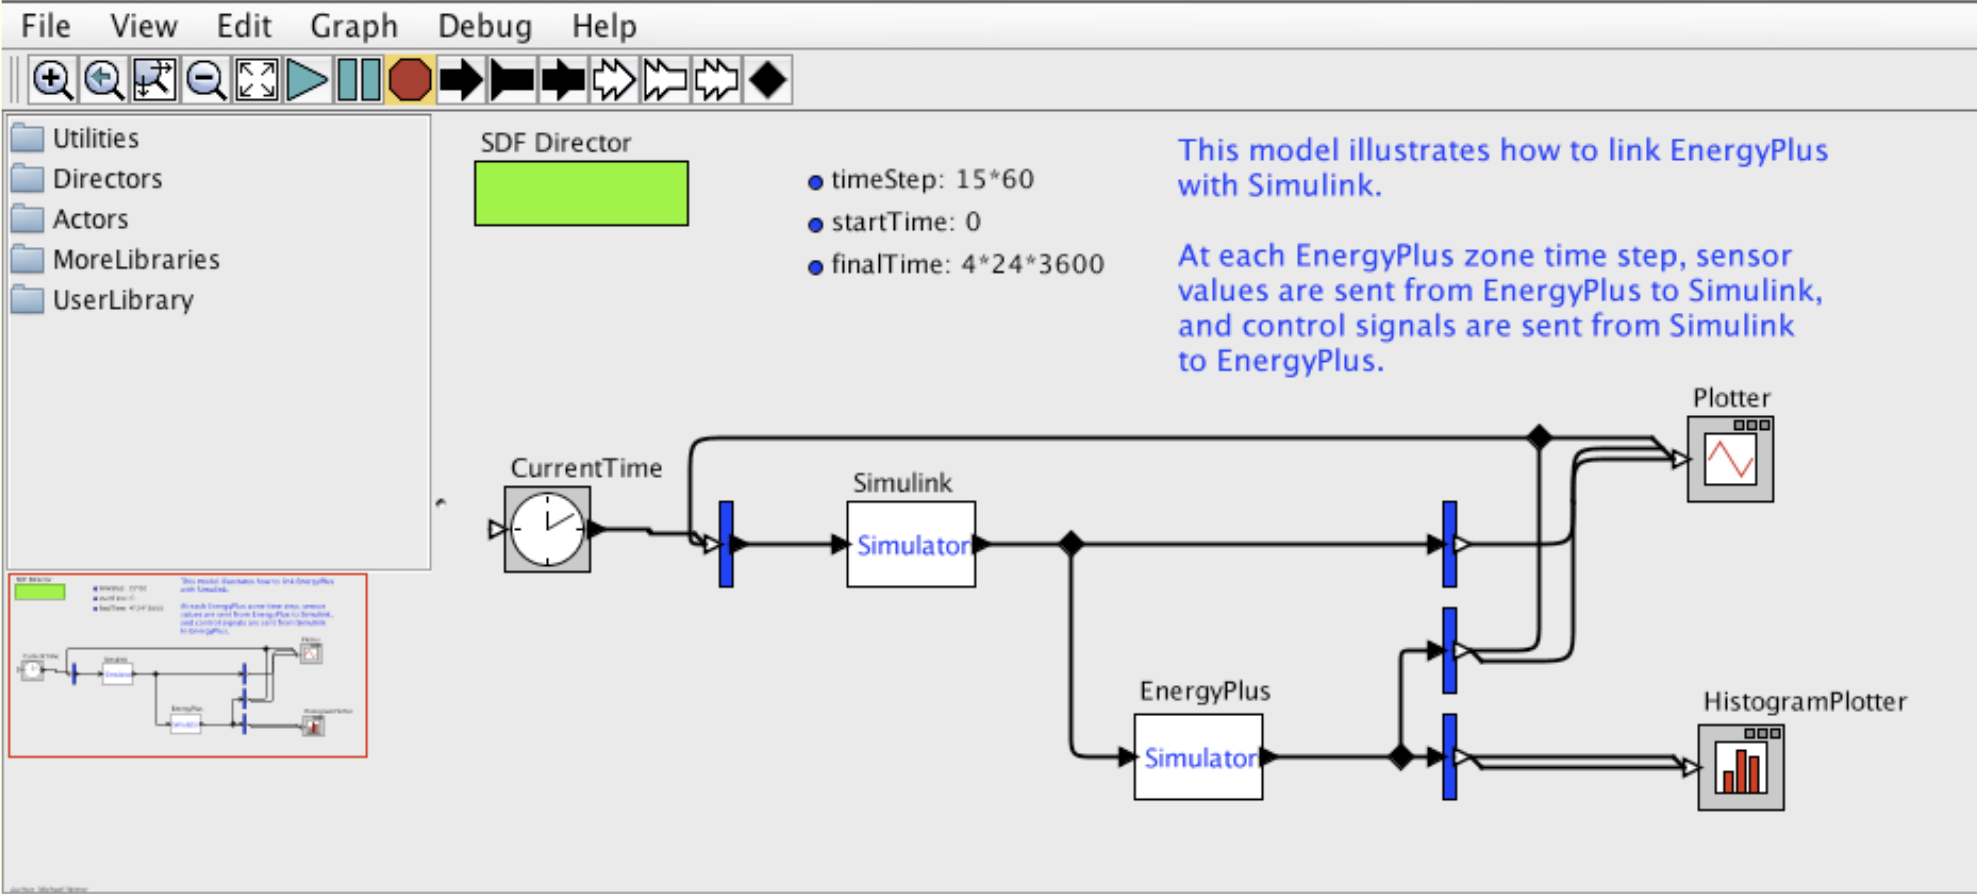 File View Edit Graph Debug Help
Utilities
Directors
Actors
MoreLibraries
UserLibrary
SDF Director
timeStep: 15*60
startTime: 0
finalTime: 4*24*3600
This model illustrates how to link EnergyPlus
with Simulink.
At each EnergyPlus zone time step, sensor
values are sent from EnergyPlus to Simulink,
and control signals are sent from Simulink
to EnergyPlus.
Plotter
CurrentTime
Simulink
Simulator
EnergyPlus
Simulator
HistogramPlotter